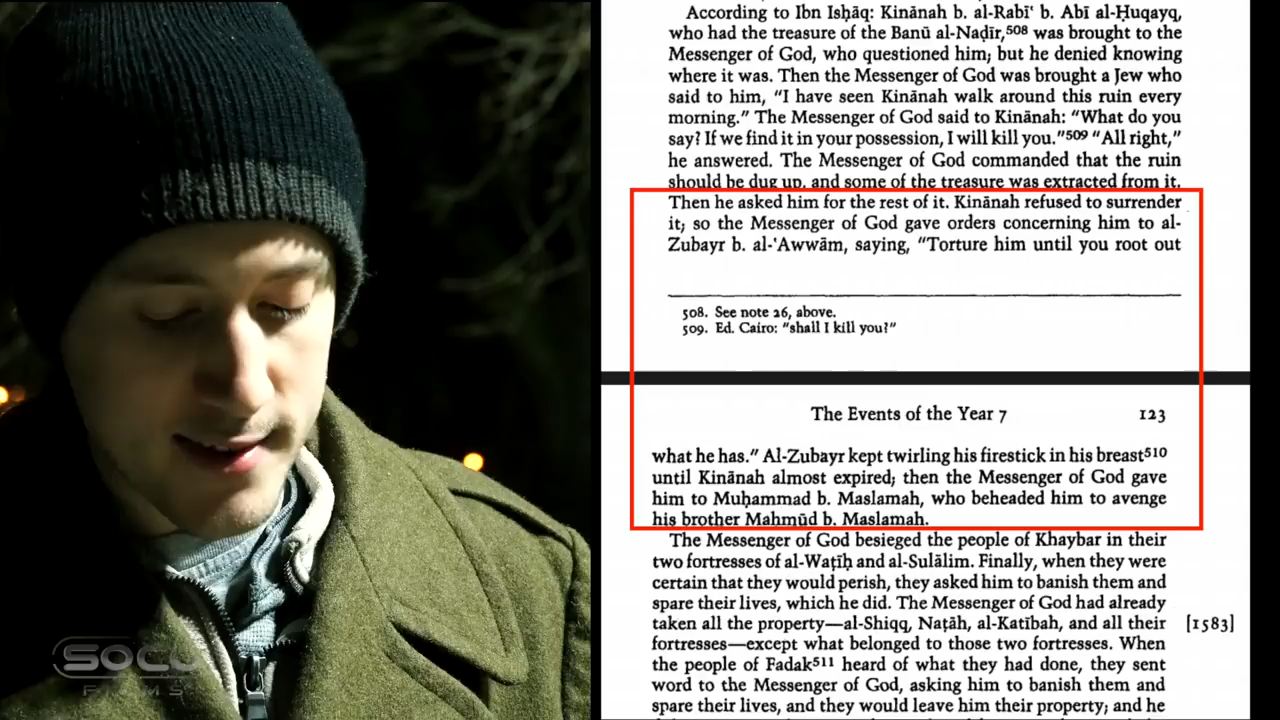 According to Ibn Isḥāq: Kinānah b. al-Rabīʿ b. Abī al-Ḥuqayq,
who had the treasure of the Banū al-Naḍīr,508 was brought to the
Messenger of God, who questioned him; but he denied knowing
where it was. Then the Messenger of God was brought a Jew who
said to him, "I have seen Kinānah walk around this ruin every
morning." The Messenger of God said to Kinānah: "What do you
say? If we find it in your possession, I will kill you."509 "All right,"
he answered. The Messenger of God commanded that the ruin
should be dug up, and some of the treasure was extracted from it.
Then he asked him for the rest of it. Kinānah refused to surrender
it; so the Messenger of God gave orders concerning him to al-
Zubayr b. al-ʿAwwām, saying, "Torture him until you root out
508. See note 26, above.
509. Ed. Cairo: "shall I kill you?"
The Events of the Year 7 123
what he has." Al-Zubayr kept twirling his firestick in his breast510
until Kinānah almost expired; then the Messenger of God gave
him to Muḥammad b. Maslamah, who beheaded him to avenge
his brother Maḥmūd b. Maslamah.
The Messenger of God besieged the people of Khaybar in their
two fortresses of al-Waṭīḥ and al-Sulālim. Finally, when they were
certain that they would perish, they asked him to banish them and
spare their lives, which he did. The Messenger of God had already
taken all the property—al-Shiqq, Naṭāh, al-Katībah, and all their [1583]
fortresses—except what belonged to those two fortresses. When
the people of Fadak511 heard of what they had done, they sent
word to the Messenger of God, asking him to banish them and
spare their lives, and they would leave him their property; and he
SOCO
FILMS